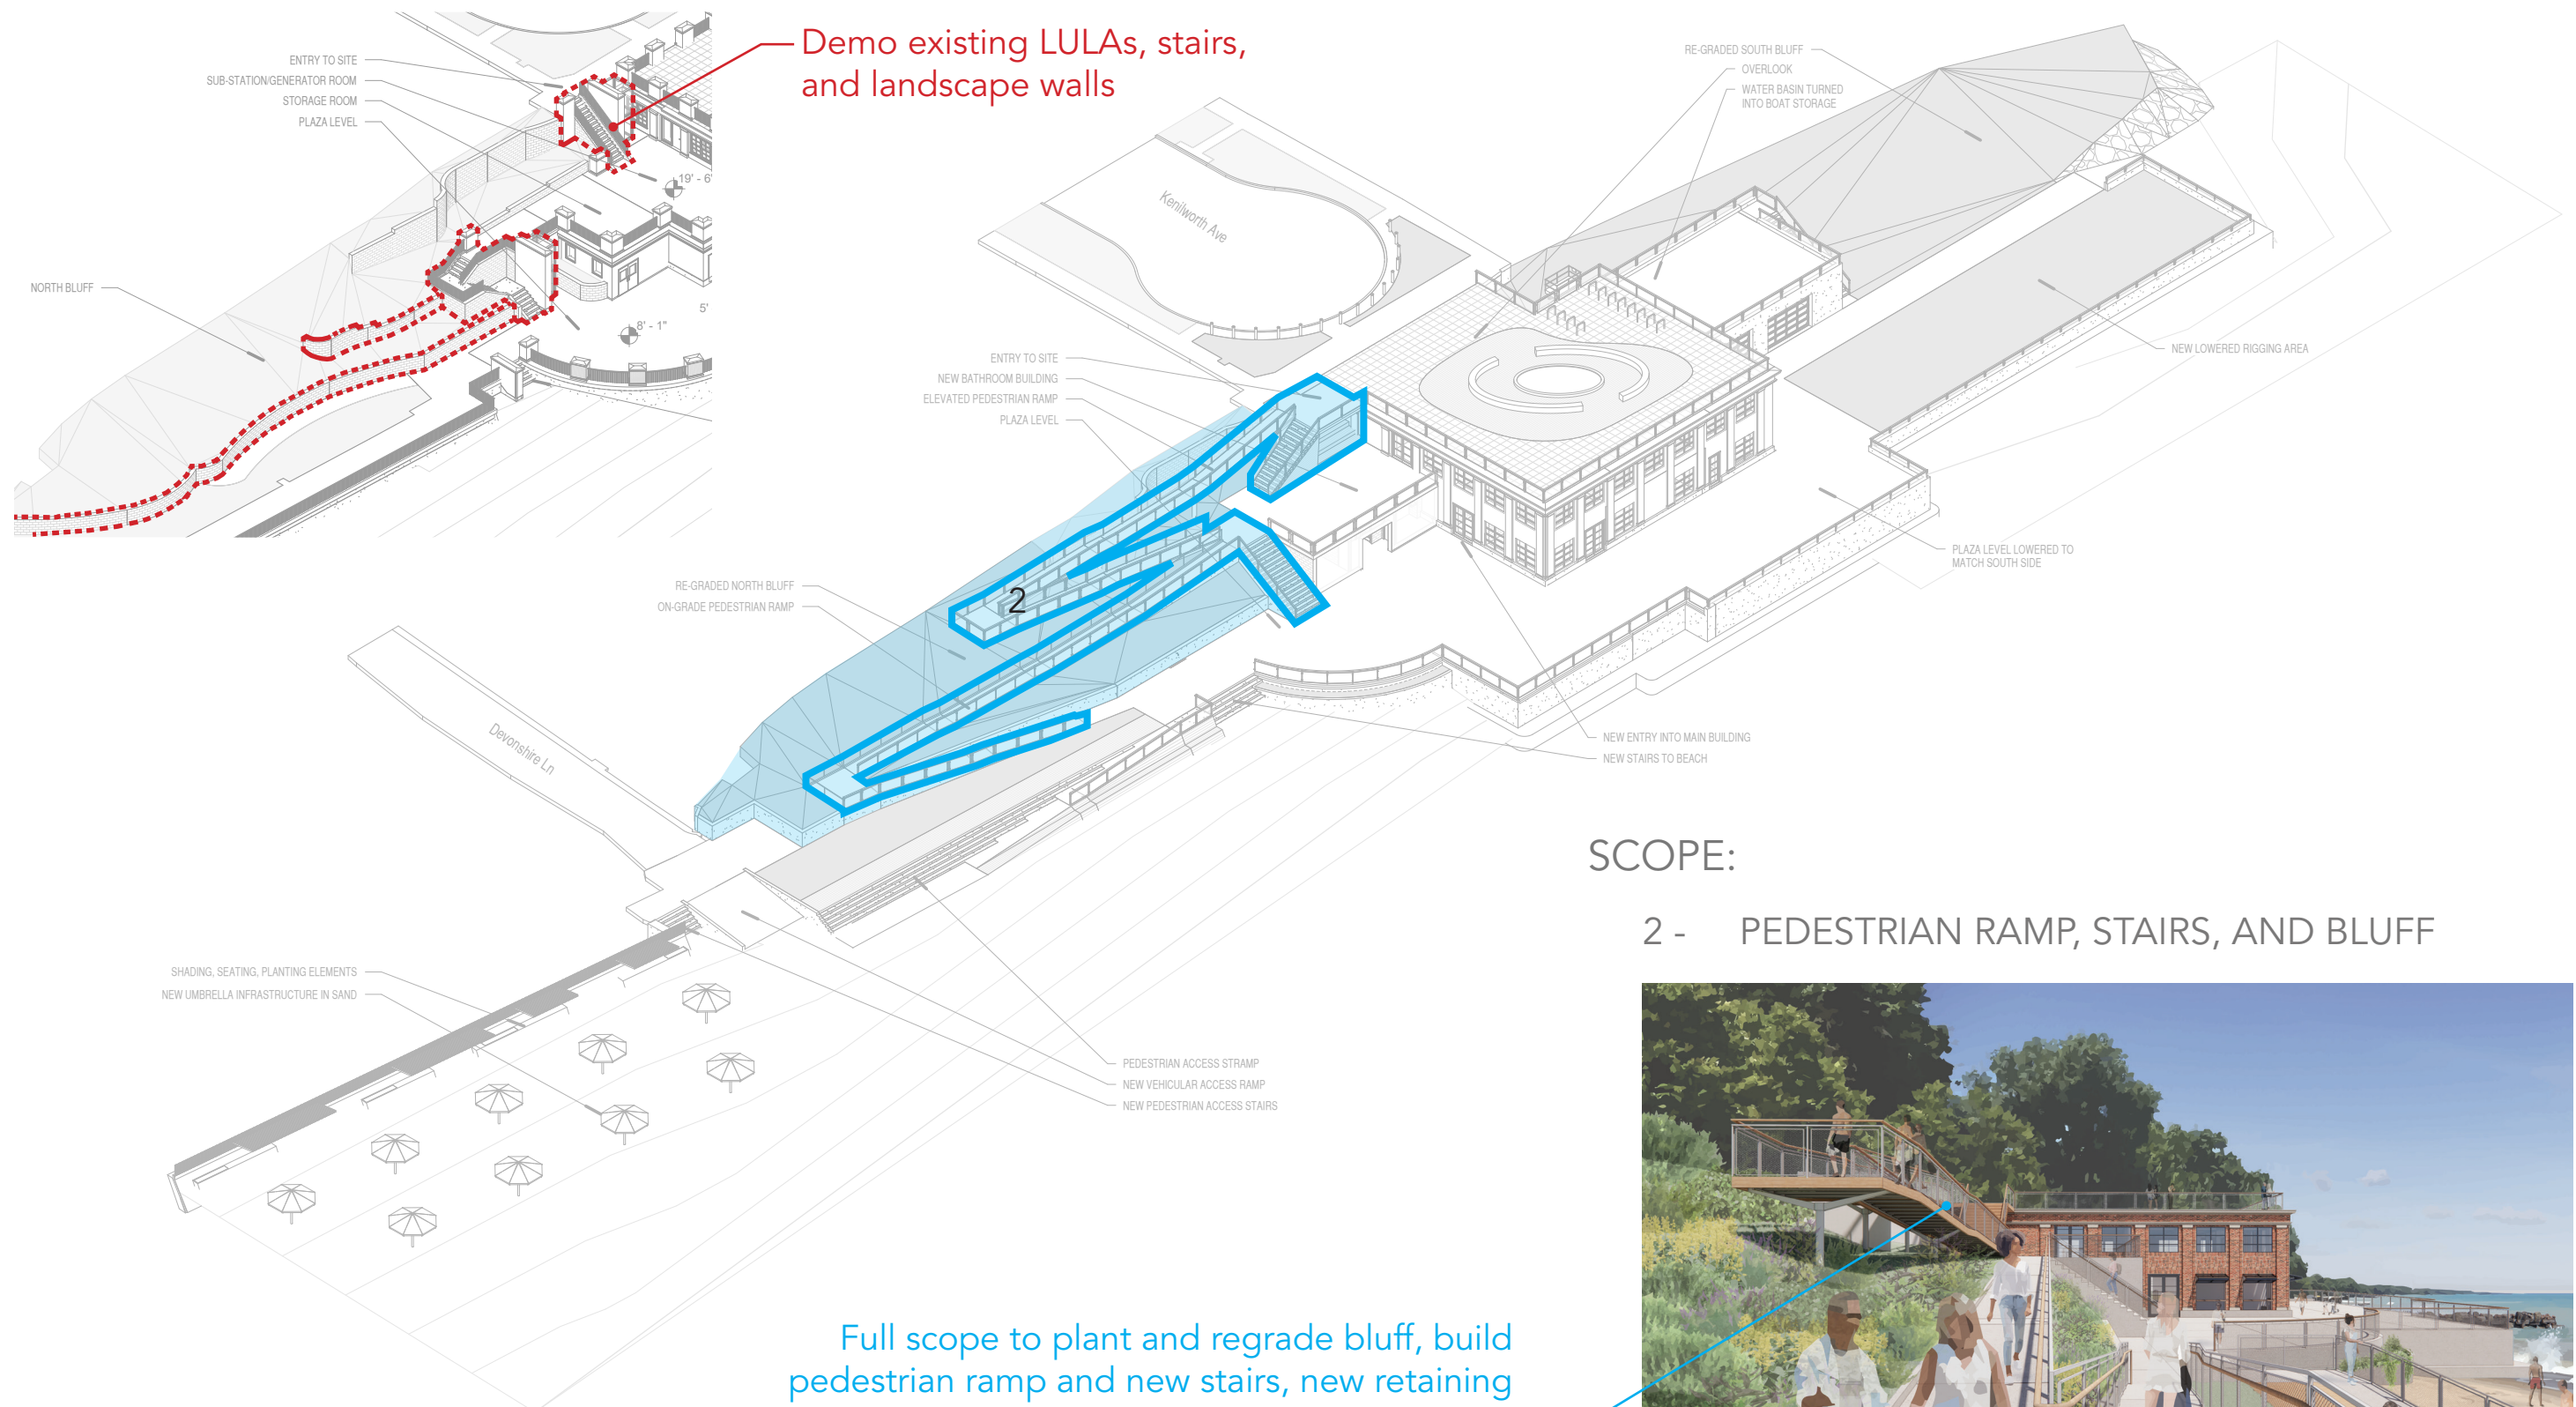 Demo existing LULAs, stairs,
and landscape walls
ENTRY TO SITE
SUB-STATION/GENERATOR ROOM
STORAGE ROOM
PLAZA LEVEL
NORTH BLUFF
19' - 6
8' - 1"
5'
RE-GRADED SOUTH BLUFF
OVERLOOK
WATER BASIN TURNED
INTO BOAT STORAGE
Kenilworth Ave
ENTRY TO SITE
NEW BATHROOM BUILDING
ELEVATED PEDESTRIAN RAMP
PLAZA LEVEL
NEW LOWERED RIGGING AREA
PLAZA LEVEL LOWERED TO
MATCH SOUTH SIDE
RE-GRADED NORTH BLUFF
ON-GRADE PEDESTRIAN RAMP
2
Devonshire Ln
NEW ENTRY INTO MAIN BUILDING
NEW STAIRS TO BEACH
SCOPE:
2 - PEDESTRIAN RAMP, STAIRS, AND BLUFF
SHADING, SEATING, PLANTING ELEMENTS
NEW UMBRELLA INFRASTRUCTURE IN SAND
PEDESTRIAN ACCESS STRAMP
NEW VEHICULAR ACCESS RAMP
NEW PEDESTRIAN ACCESS STAIRS
Full scope to plant and regrade bluff, build
pedestrian ramp and new stairs, new retaining